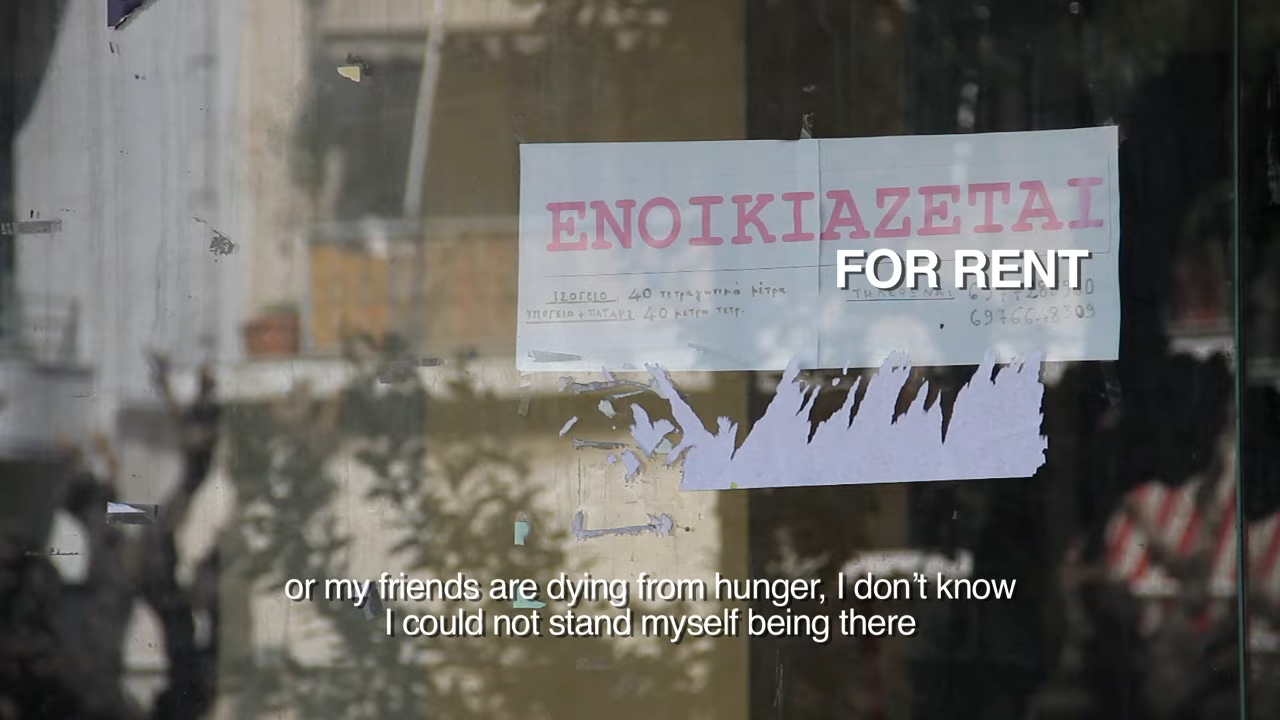 ΕΝΟΙΚΙΑΖΕΤΑΙ
FOR RENT
ΙΣΟΓΕΙΟ: 40 τετραγωνικά μέτρα
ΥΠΟΓΕΙΟ + ΠΑΤΑΡΙ: 40 μετρα τετρ.
ΤΗΛΕΦΩΝΑ:
or my friends are dying from hunger, I don't know
I could not stand myself being there